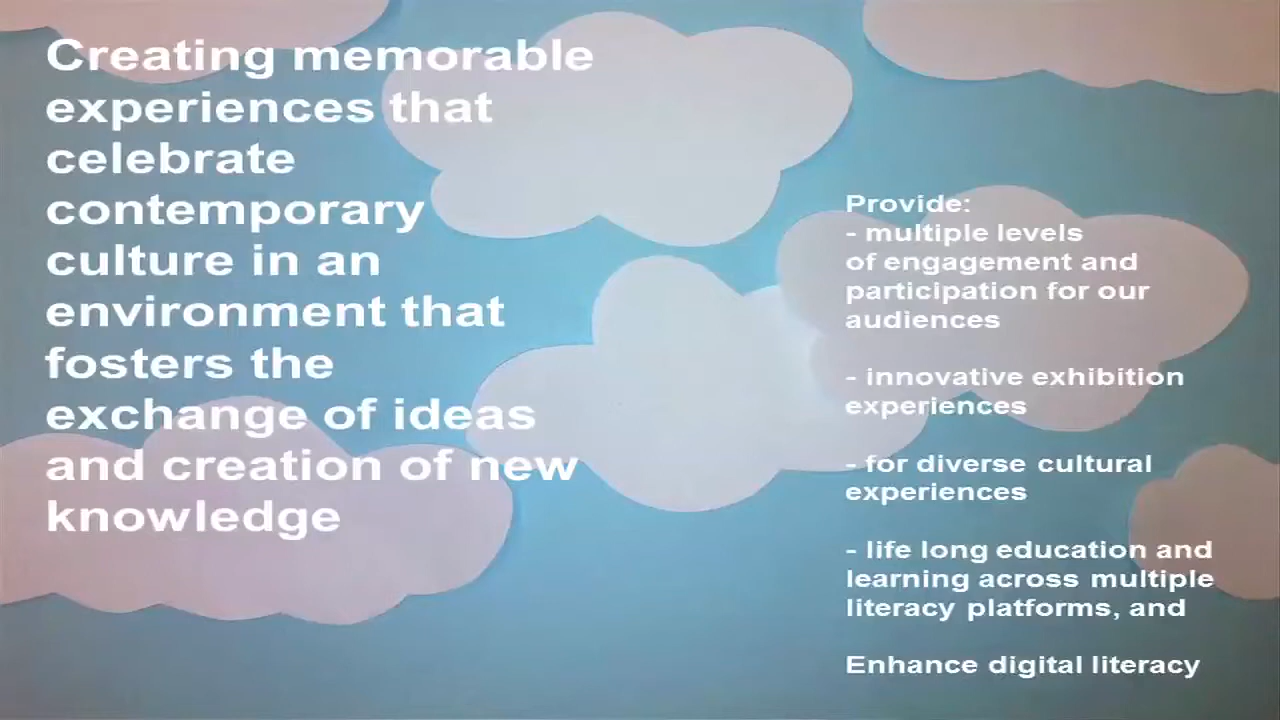 Creating memorable
experiences that
celebrate
contemporary
culture in an
environment that
fosters the
exchange of ideas
and creation of new
knowledge
Provide:
- multiple levels
of engagement and
participation for our
audiences
- innovative exhibition
experiences
- for diverse cultural
experiences
- life long education and
learning across multiple
literacy platforms, and
Enhance digital literacy